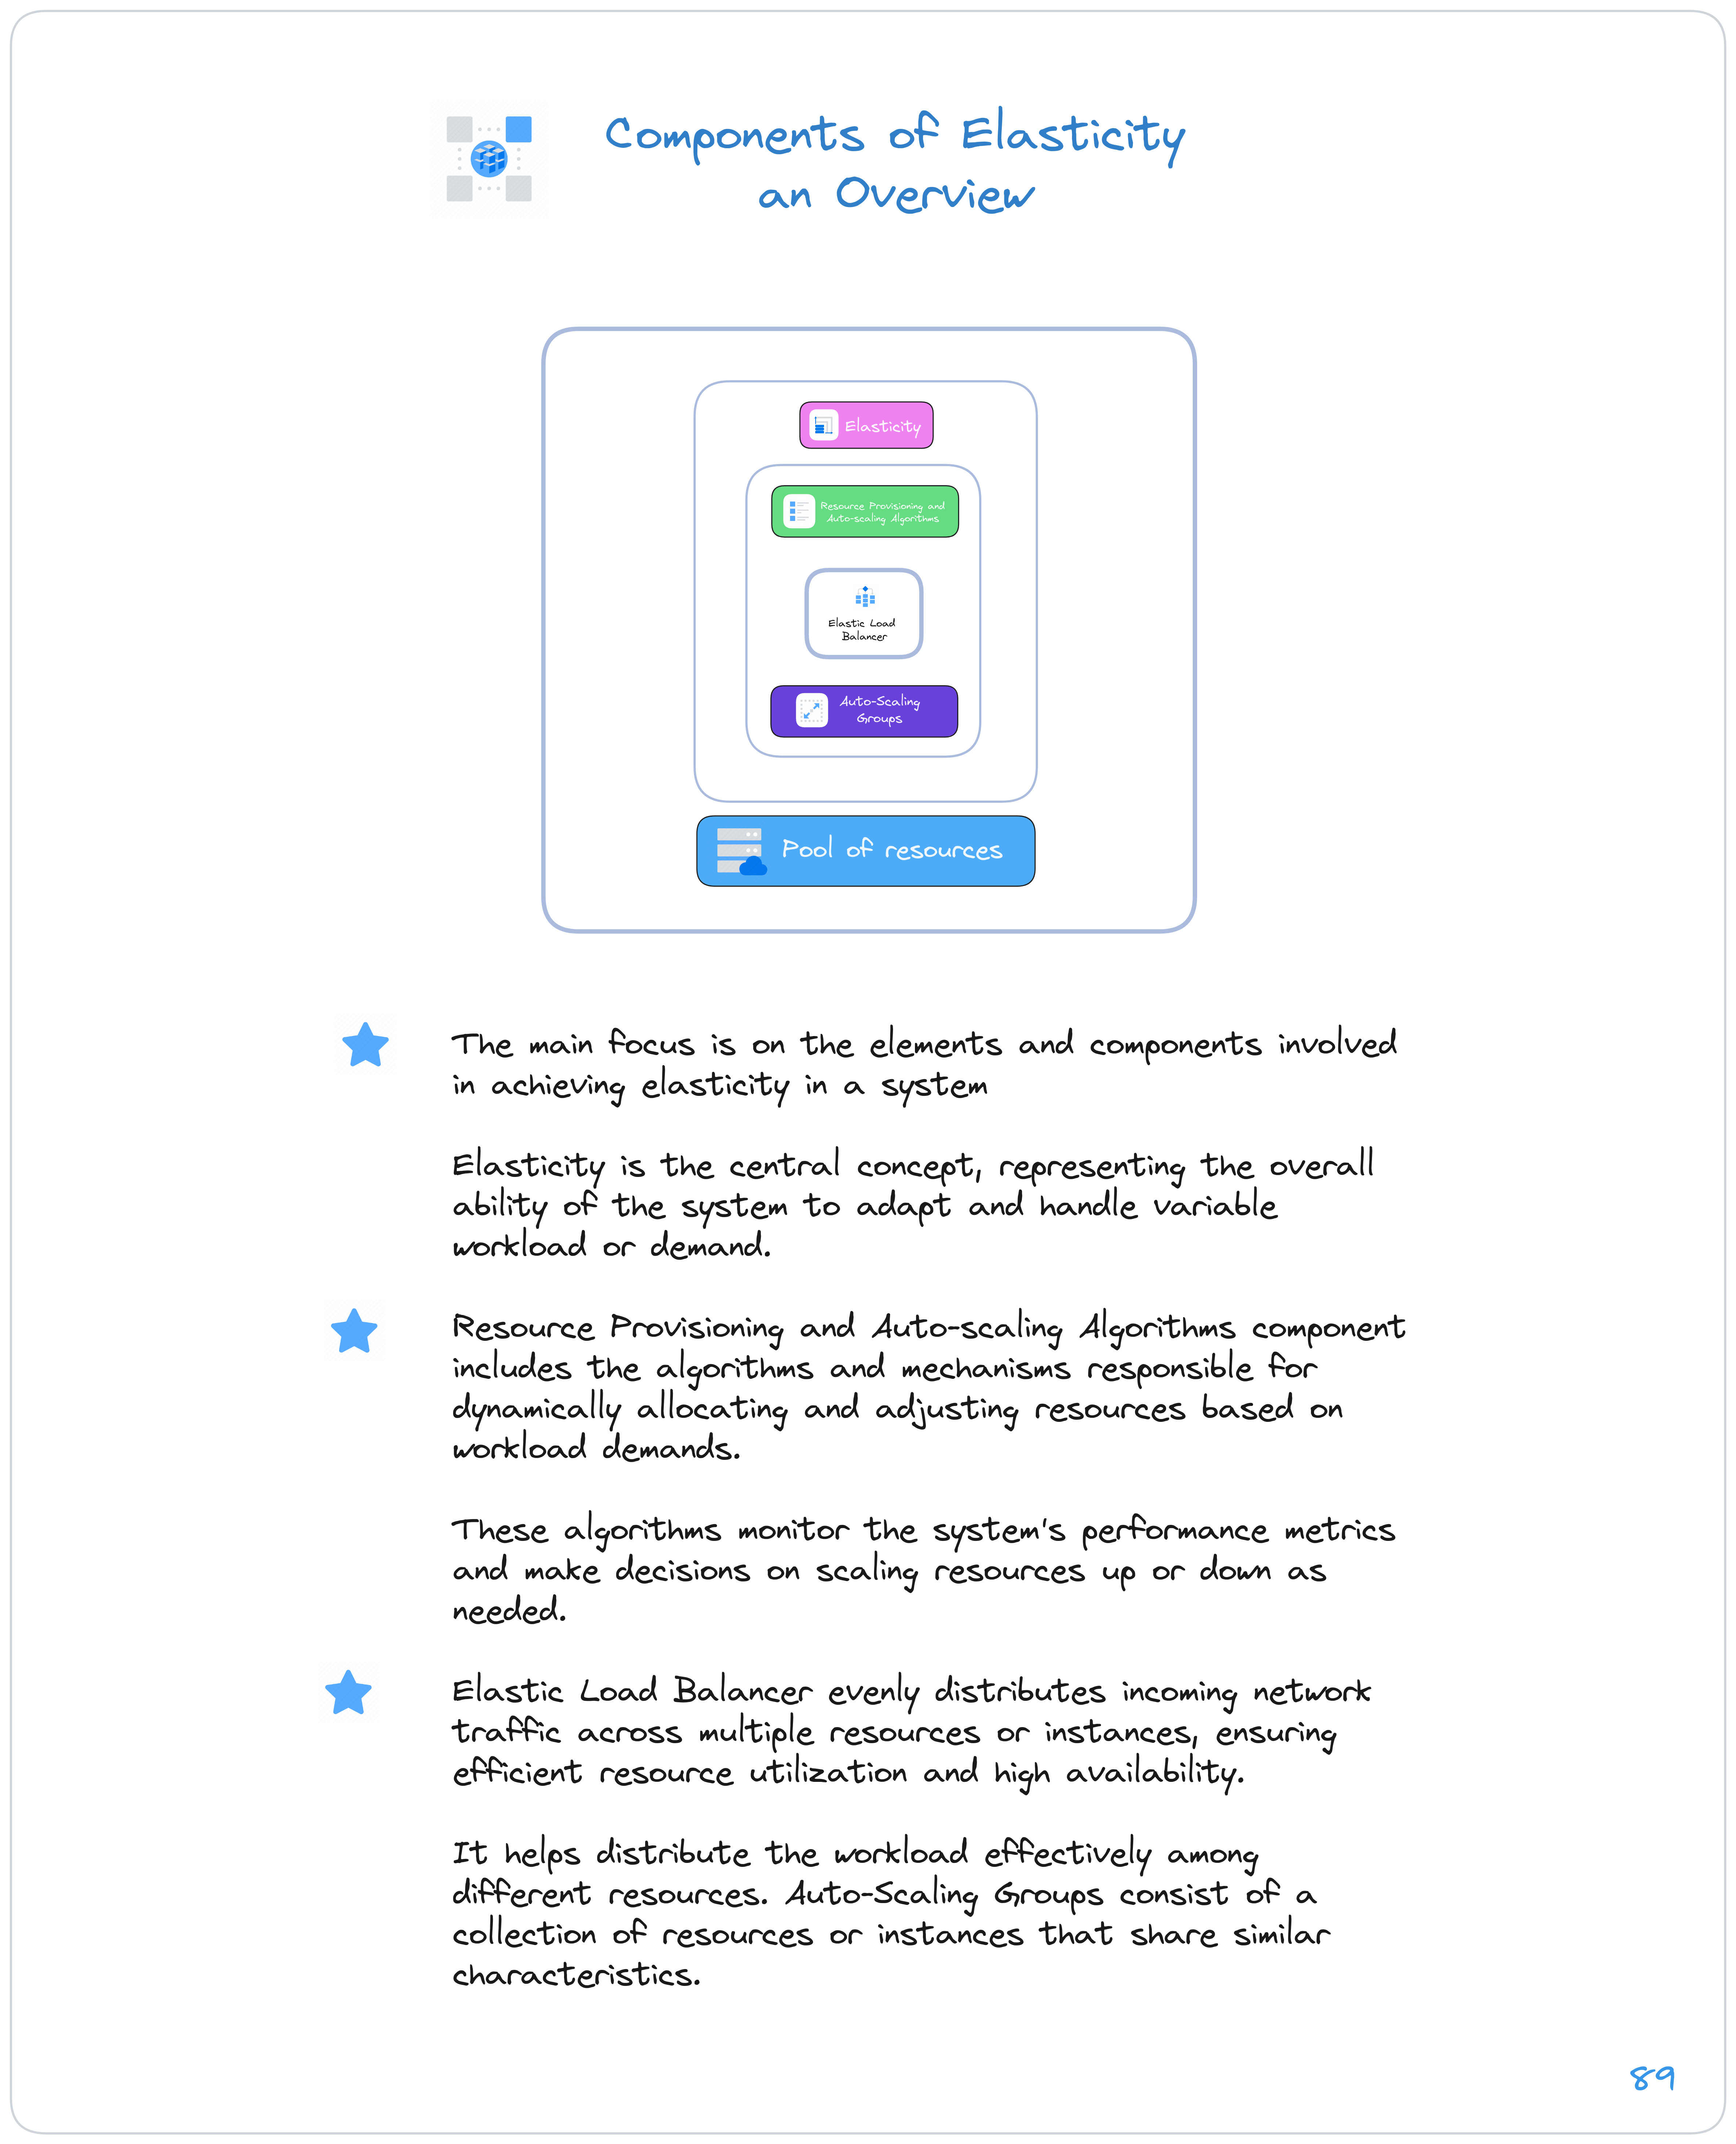 Components of Elasticity
an Overview
Elasticity
Resource Provisioning and
Auto-scaling Algorithms
Elastic Load
Balancer
Auto-Scaling
Groups
Pool of resources
The main focus is on the elements and components involved
in achieving elasticity in a system
Elasticity is the central concept, representing the overall
ability of the system to adapt and handle variable
workload or demand.
Resource Provisioning and Auto-scaling Algorithms component
includes the algorithms and mechanisms responsible for
dynamically allocating and adjusting resources based on
workload demands.
These algorithms monitor the system's performance metrics
and make decisions on scaling resources up or down as
needed.
Elastic Load Balancer evenly distributes incoming network
traffic across multiple resources or instances, ensuring
efficient resource utilization and high availability.
It helps distribute the workload effectively among
different resources. Auto-Scaling Groups consist of a
collection of resources or instances that share similar
characteristics.
89